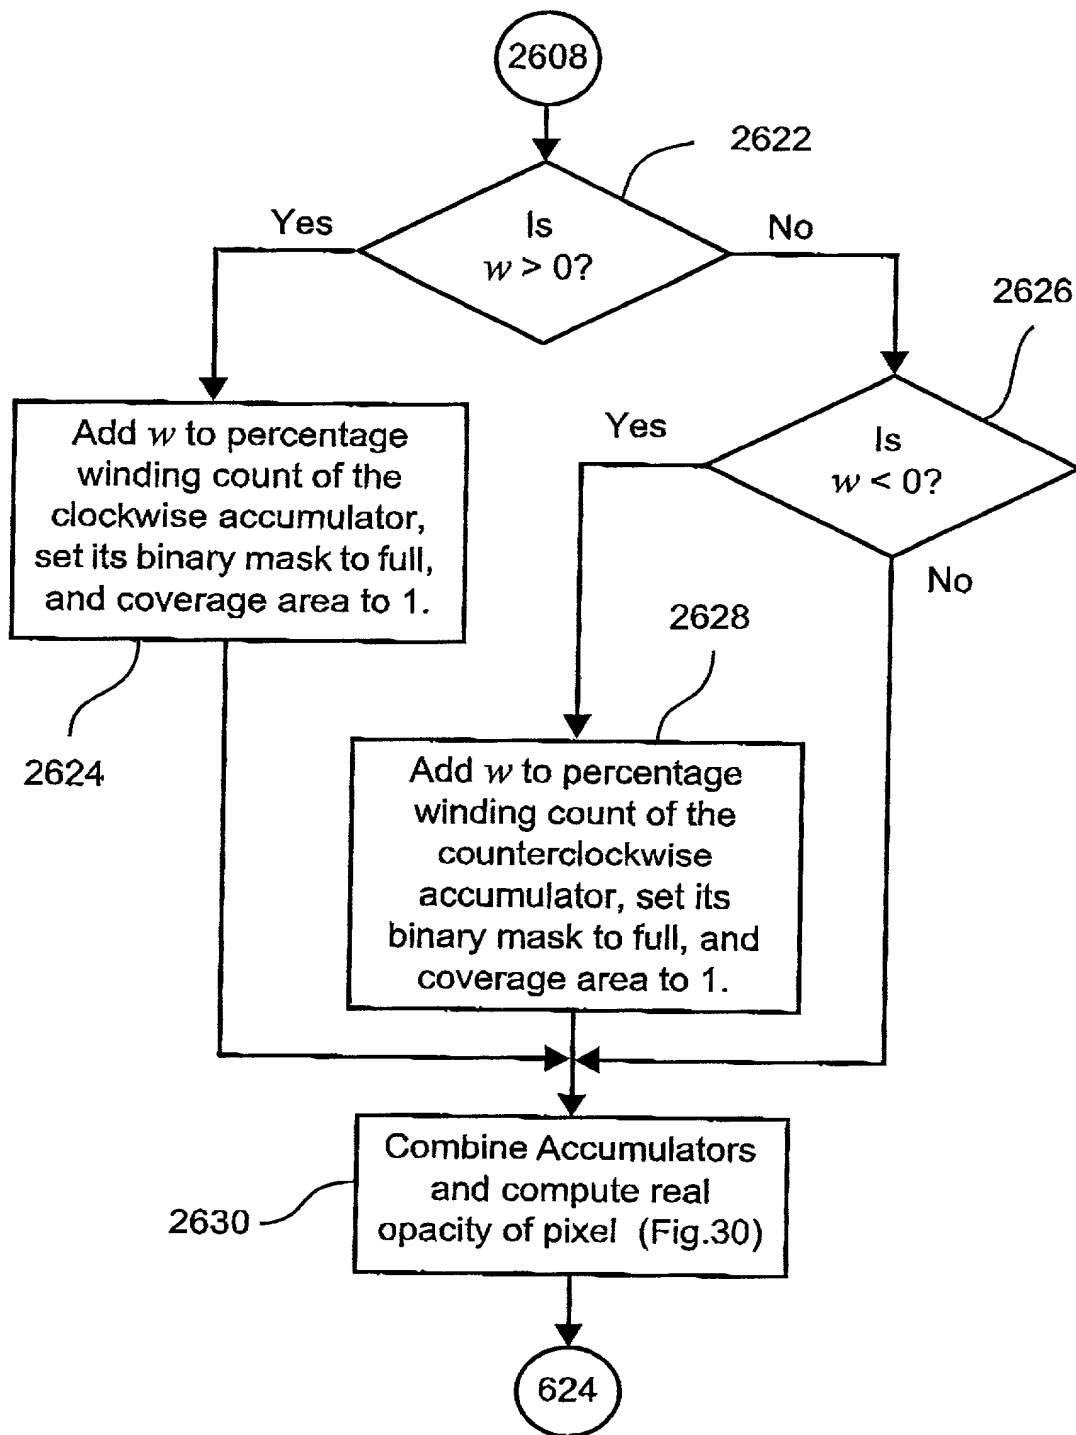 2608
2622
Yes
Is
w > 0?
No
2626
Add w to percentage
winding count of the
clockwise accumulator,
set its binary mask to full,
and coverage area to 1.
Yes
Is
w < 0?
No
2624
2628
Add w to percentage
winding count of the
counterclockwise
accumulator, set its
binary mask to full, and
coverage area to 1.
Combine Accumulators
and compute real
opacity of pixel (Fig.30)
2630
624